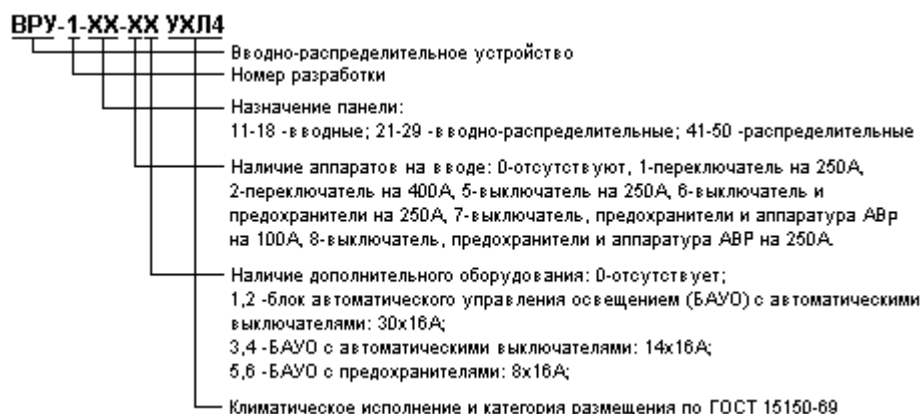 ВРУ-1-ХХ-ХХ УХЛ4
Вводно-распределительное устройство
Номер разработки
Назначение панели:
11-18 -вводные; 21-29 -вводно-распределительные; 41-50 -распределительные
Наличие аппаратов на вводе: 0-отсутствуют, 1-переключатель на 250А,
2-переключатель на 400А, 5-выключатель на 250А, 6-выключатель и
предохранители на 250А, 7-выключатель, предохранители и аппаратура АВр
на 100А, 8-выключатель, предохранители и аппаратура АВР на 250А.
Наличие дополнительного оборудования: 0-отсутствует;
1,2 -блок автоматического управления освещением (БАУО) с автоматическими
выключателями: 30х16А;
3,4 -БАУО с автоматическими выключателями: 14х16А;
5,6 -БАУО с предохранителями: 8х16А;
Климатическое исполнение и категория размещения по ГОСТ 15150-69